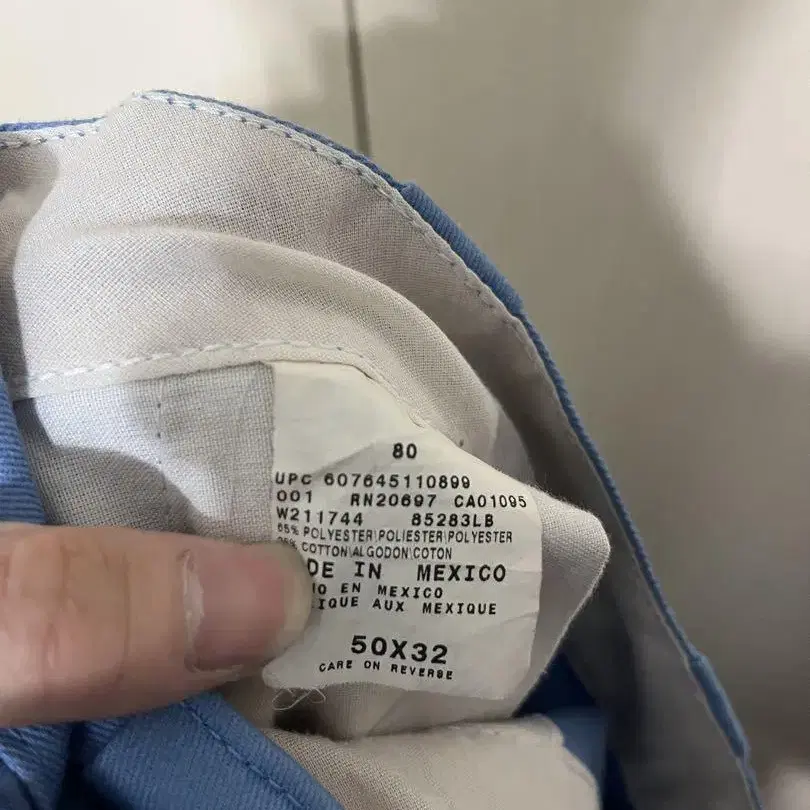 80
UPC 607645110899
001 RN20697 CA01095
W211744 85283LB
65% POLYESTER\POLIESTER\POLYESTER
COTTON\ALGODON\COTON
DE IN MEXICO
EN MEXICO
IQUE AUX MEXIQUE
50X32
CARE ON REVERSE